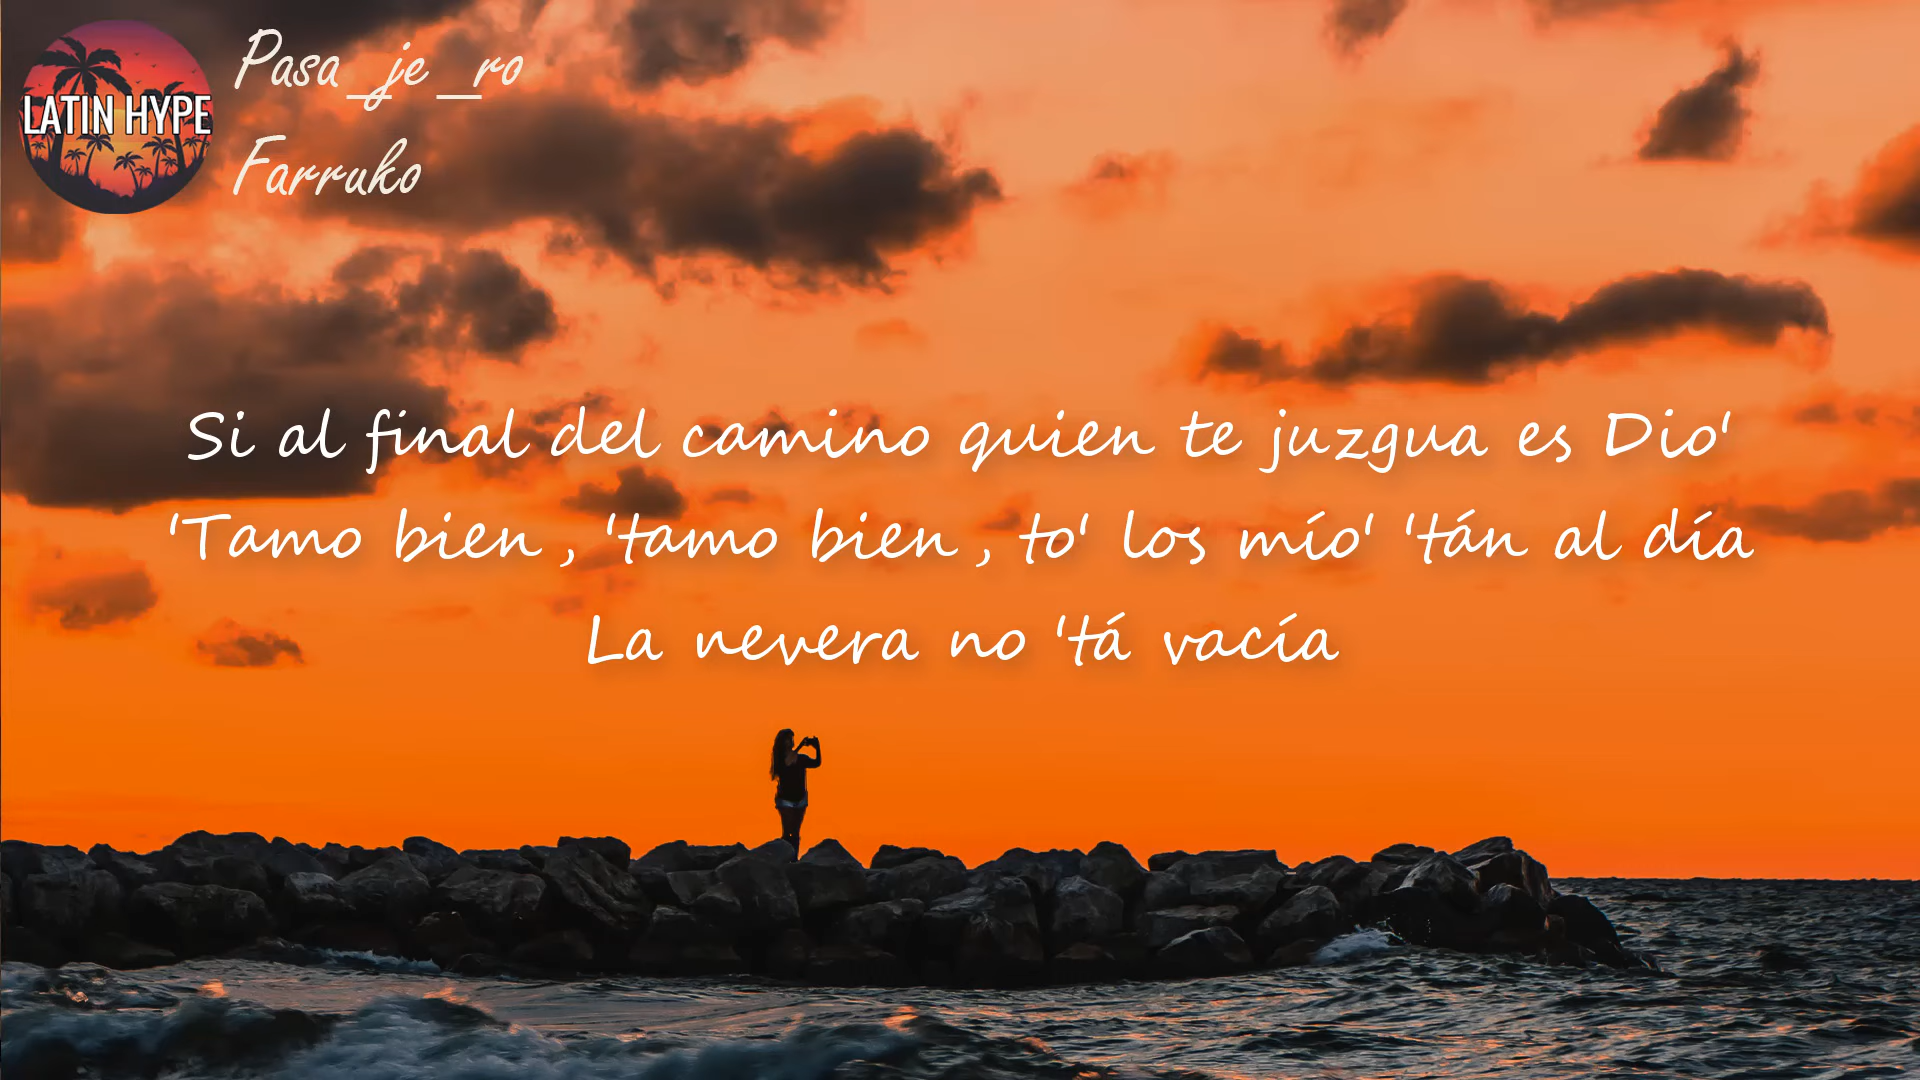 LATIN HYPE
Pasa_je_ro
Farruko
Si al final del camino quien te juzgua es Dio'
'Tamo bien, 'tamo bien, to' los mío' 'tán al día
La nevera no 'tá vacía